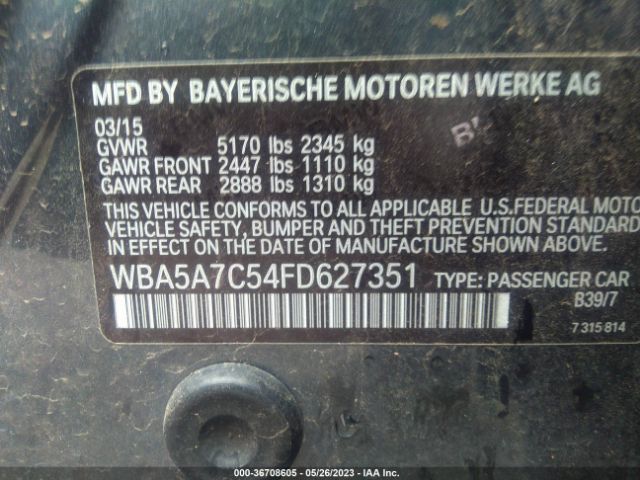 MFD BY BAYERISCHE MOTOREN WERKE AG
03/15
GVWR 5170 lbs 2345 kg
GAWR FRONT 2447 lbs 1110 kg
GAWR REAR 2888 lbs 1310 kg
THIS VEHICLE CONFORMS TO ALL APPLICABLE U.S.FEDERAL MOTO
VEHICLE SAFETY, BUMPER AND THEFT PREVENTION STANDARD
IN EFFECT ON THE DATE OF MANUFACTURE SHOWN ABOVE.
WBA5A7C54FD627351 TYPE: PASSENGER CAR
B39/7
7 315 814
000-36708605 - 05/26/2023 - IAA Inc.